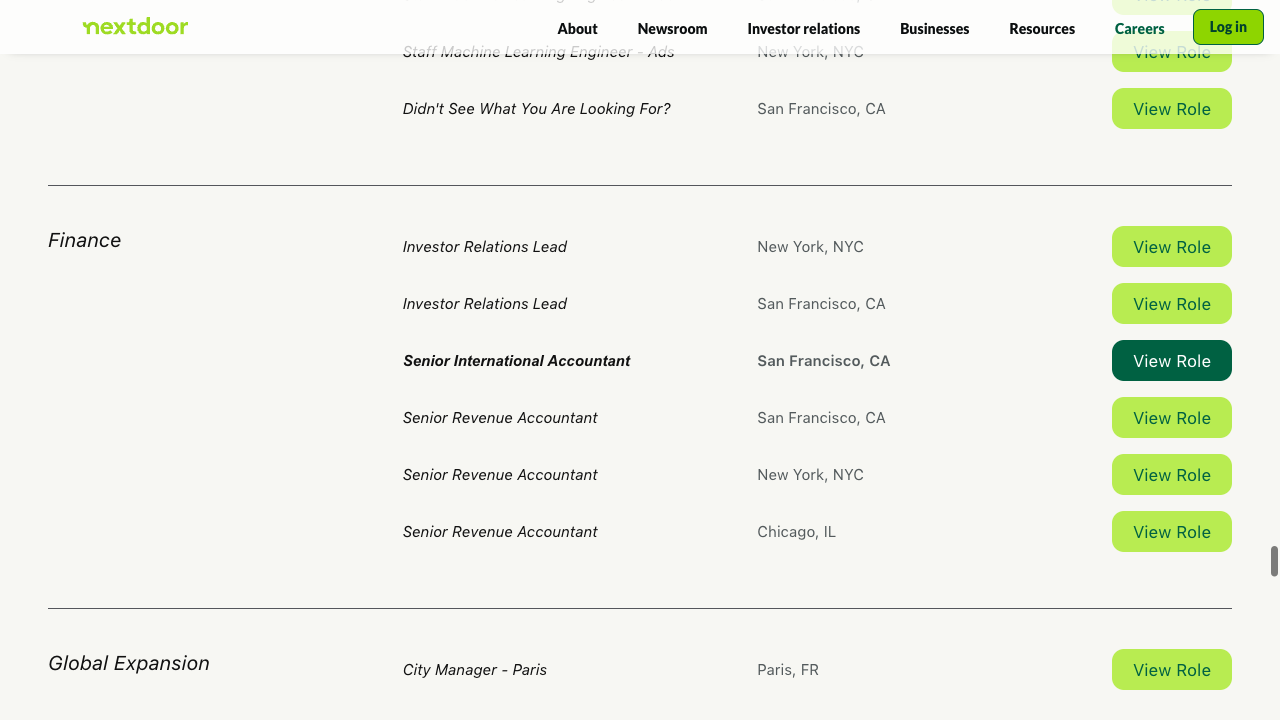 nextdoor
About
Newsroom
Investor relations
Businesses
Resources
Careers
Log in
Staff Machine Learning Engineer - Ads
New York, NYC
View Role
Didn't See What You Are Looking For?
San Francisco, CA
View Role
Finance
Investor Relations Lead
New York, NYC
View Role
Investor Relations Lead
San Francisco, CA
View Role
Senior International Accountant
San Francisco, CA
View Role
Senior Revenue Accountant
San Francisco, CA
View Role
Senior Revenue Accountant
New York, NYC
View Role
Senior Revenue Accountant
Chicago, IL
View Role
Global Expansion
City Manager - Paris
Paris, FR
View Role